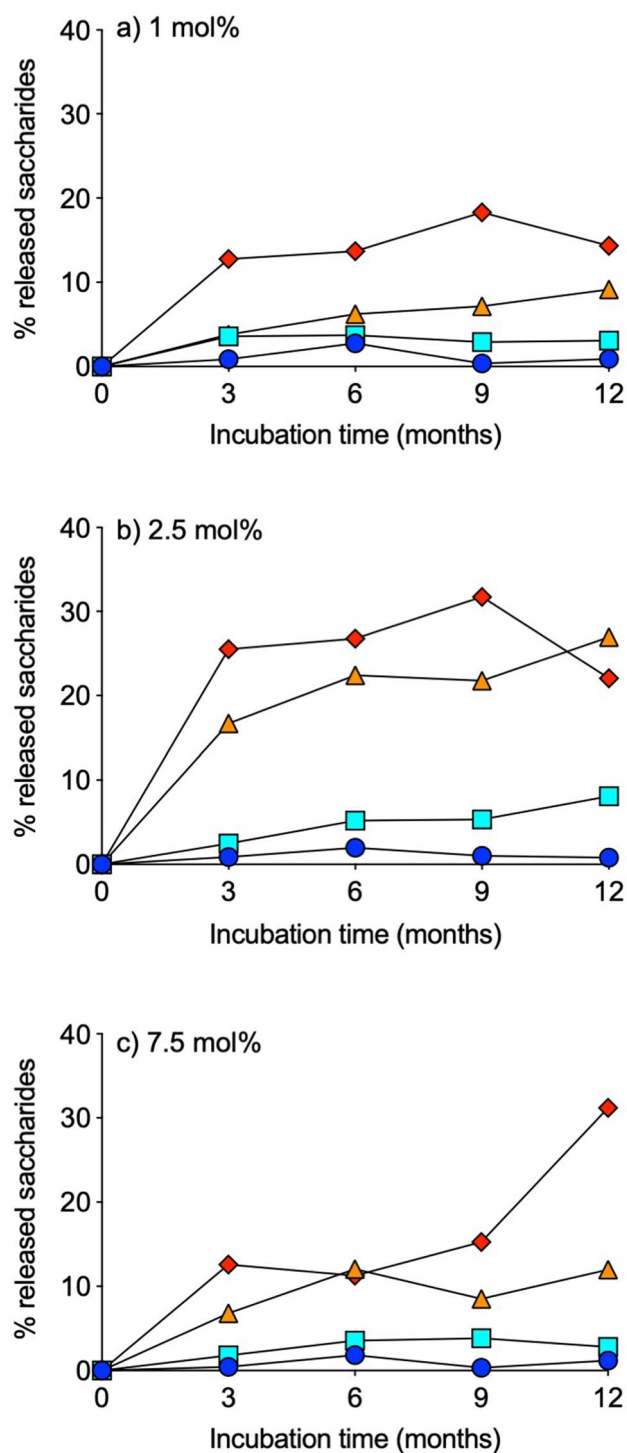 a) 1 mol%
% released saccharides
40
30
20
10
0
0 3 6 9 12
Incubation time (months)
b) 2.5 mol%
% released saccharides
40
30
20
10
0
0 3 6 9 12
Incubation time (months)
c) 7.5 mol%
% released saccharides
40
30
20
10
0
0 3 6 9 12
Incubation time (months)